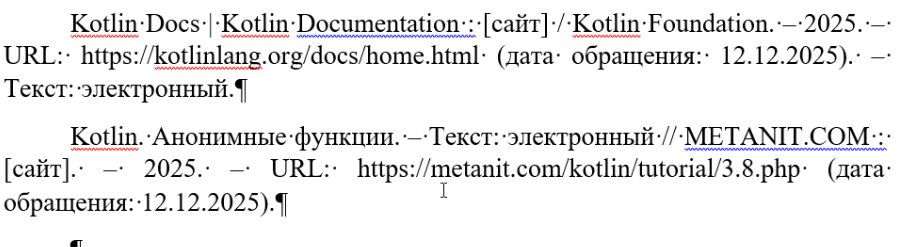 Kotlin Docs | Kotlin Documentation : [сайт] / Kotlin Foundation. – 2025. –
URL: https://kotlinlang.org/docs/home.html (дата обращения: 12.12.2025). –
Текст: электронный.¶
Kotlin. Анонимные функции. – Текст: электронный // METANIT.COM :
[сайт]. – 2025. – URL: https://metanit.com/kotlin/tutorial/3.8.php (дата
обращения: 12.12.2025).¶
¶